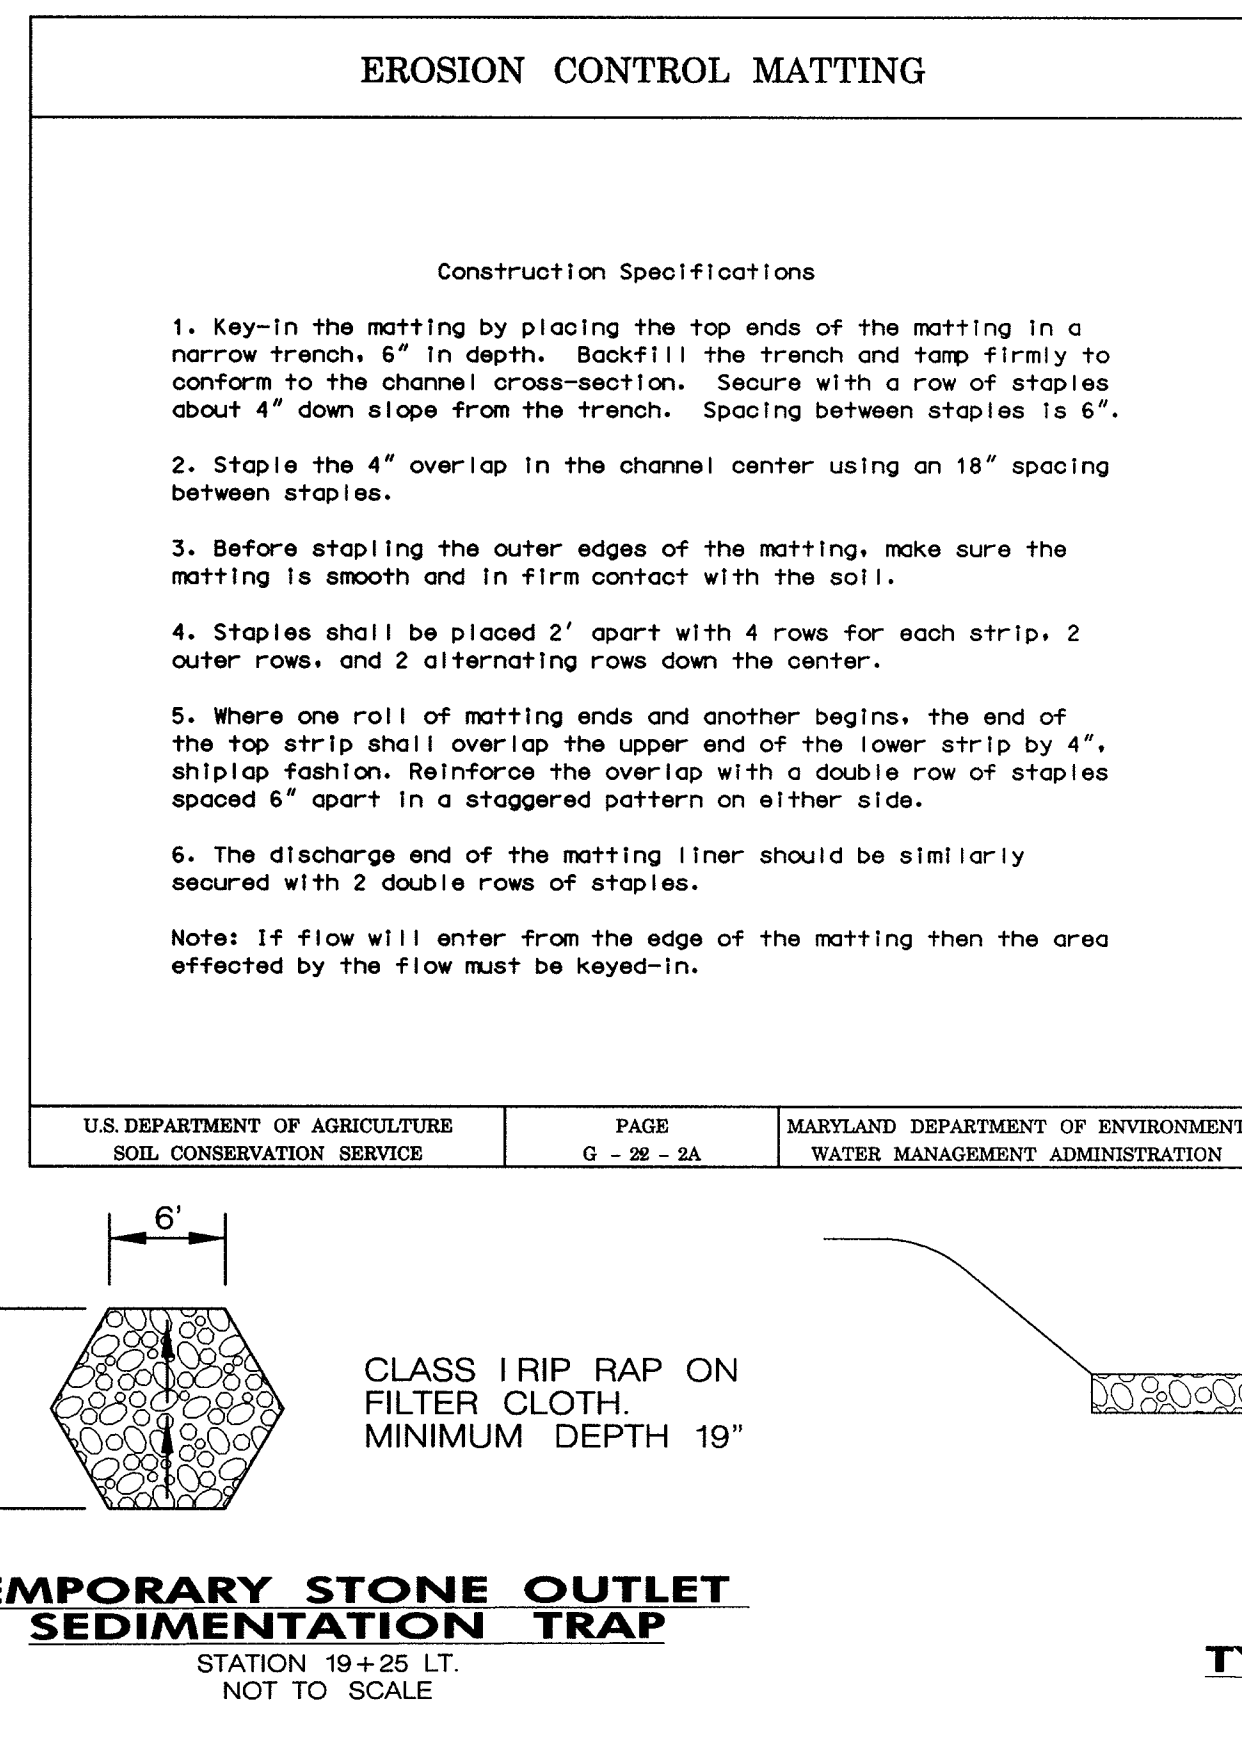 EROSION CONTROL MATTING
Construction Specifications
1. Key-in the matting by placing the top ends of the matting in a
narrow trench, 6" in depth. Backfill the trench and tamp firmly to
conform to the channel cross-section. Secure with a row of staples
about 4" down slope from the trench. Spacing between staples is 6".
2. Staple the 4" overlap in the channel center using an 18" spacing
between staples.
3. Before stapling the outer edges of the matting, make sure the
matting is smooth and in firm contact with the soil.
4. Staples shall be placed 2' apart with 4 rows for each strip, 2
outer rows, and 2 alternating rows down the center.
5. Where one roll of matting ends and another begins, the end of
the top strip shall overlap the upper end of the lower strip by 4",
shiplap fashion. Reinforce the overlap with a double row of staples
spaced 6" apart in a staggered pattern on either side.
6. The discharge end of the matting liner should be similarly
secured with 2 double rows of staples.
Note: If flow will enter from the edge of the matting then the area
effected by the flow must be keyed-in.
U.S. DEPARTMENT OF AGRICULTURE
SOIL CONSERVATION SERVICE
PAGE
G - 22 - 2A
MARYLAND DEPARTMENT OF ENVIRONMENT
WATER MANAGEMENT ADMINISTRATION
6'
CLASS I RIP RAP ON
FILTER CLOTH.
MINIMUM DEPTH 19"
EMPORARY STONE OUTLET
SEDIMENTATION TRAP
STATION 19+25 LT.
NOT TO SCALE